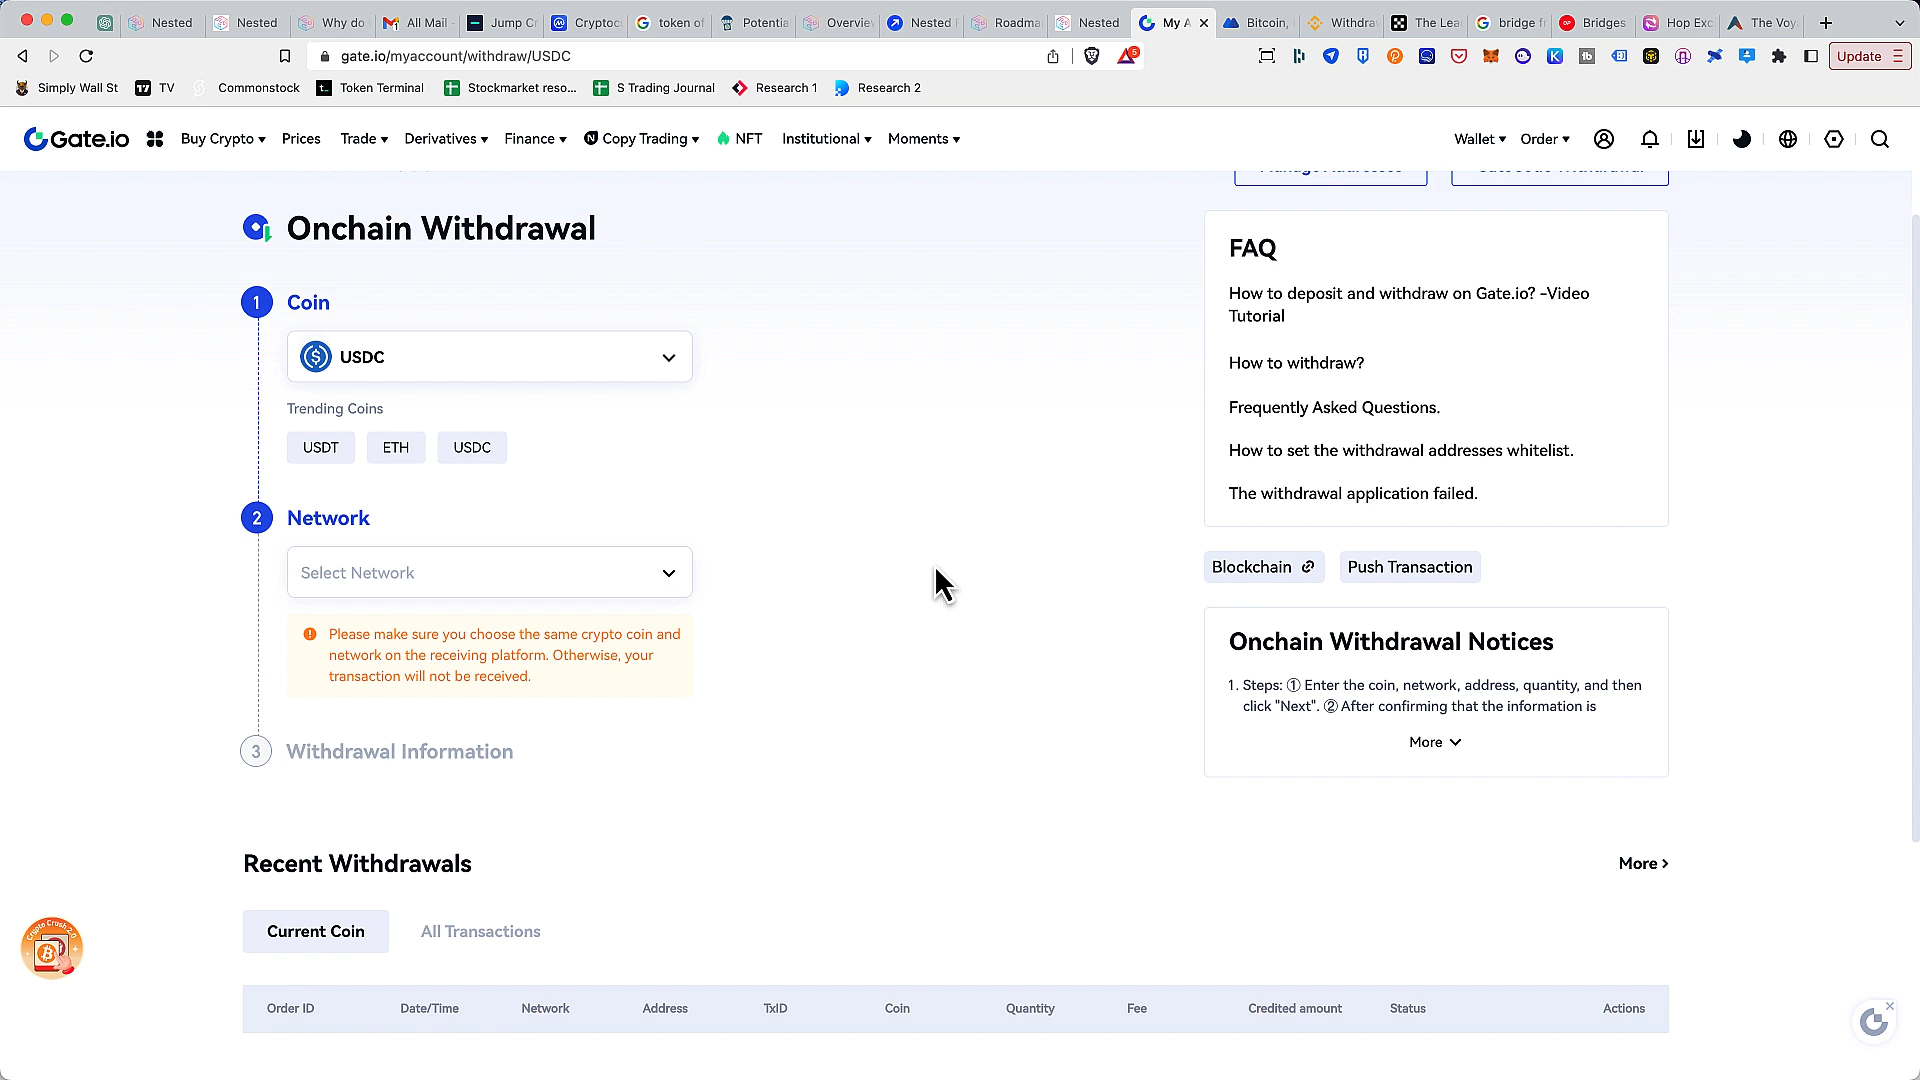 Nested
Nested
Why do
All Mail -
Jump Cr
Cryptoc
token of
Potentia
Overview
Nested F
Roadma
Nested
My A
Bitcoin,
Withdraw
The Lea
bridge f
Bridges
Hop Exc
The Voy
gate.io/myaccount/withdraw/USDC
5
Update
Simply Wall St
TV
Commonstock
Token Terminal
Stockmarket reso...
S Trading Journal
Research 1
Research 2
Gate.io
Buy Crypto
Prices
Trade
Derivatives
Finance
Copy Trading
NFT
Institutional
Moments
Wallet
Order
Onchain Withdrawal
1 Coin
USDC
Trending Coins
USDT ETH USDC
2 Network
Select Network
Please make sure you choose the same crypto coin and
network on the receiving platform. Otherwise, your
transaction will not be received.
3 Withdrawal Information
FAQ
How to deposit and withdraw on Gate.io? -Video
Tutorial
How to withdraw?
Frequently Asked Questions.
How to set the withdrawal addresses whitelist.
The withdrawal application failed.
Blockchain
Push Transaction
Onchain Withdrawal Notices
1. Steps: ① Enter the coin, network, address, quantity, and then
click "Next". ② After confirming that the information is
More
Recent Withdrawals
More >
Current Coin
All Transactions
Crypto Crush 2.0
Order ID Date/Time Network Address TxID Coin Quantity Fee Credited amount Status Actions